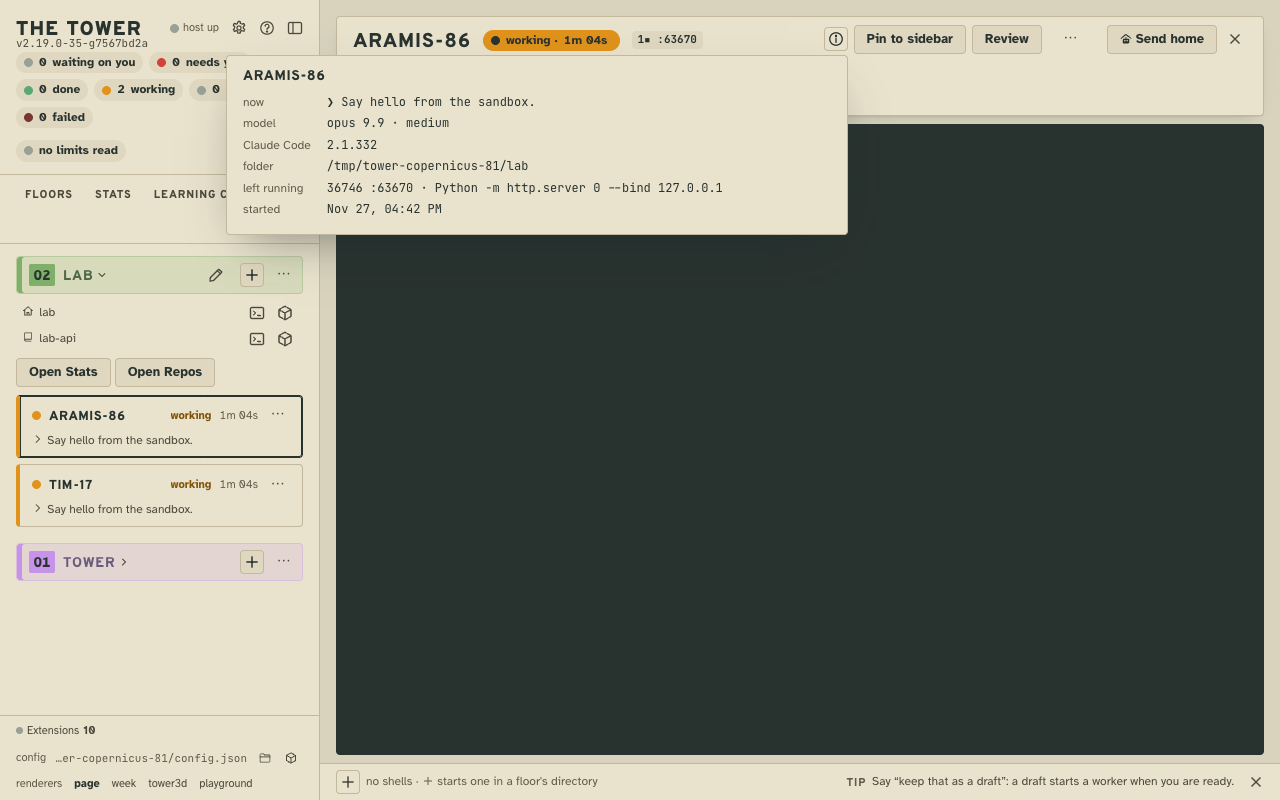 THE TOWER
host up
v2.19.0-35-g7567bd2a
0 waiting on you
0 needs
0 done
2 working
0
0 failed
no limits read
FLOORS
STATS
LEARNING
02 LAB
lab
lab-api
Open Stats
Open Repos
ARAMIS-86
working 1m 04s
Say hello from the sandbox.
TIM-17
working 1m 04s
Say hello from the sandbox.
01 TOWER
Extensions 10
config …er-copernicus-81/config.json
renderers page week tower3d playground
ARAMIS-86
working · 1m 04s
1 :63670
Pin to sidebar
Review
Send home
ARAMIS-86
now ❯ Say hello from the sandbox.
model opus 9.9 · medium
Claude Code 2.1.332
folder /tmp/tower-copernicus-81/lab
left running 36746 :63670 · Python -m http.server 0 --bind 127.0.0.1
started Nov 27, 04:42 PM
no shells · + starts one in a floor's directory
TIP Say “keep that as a draft”: a draft starts a worker when you are ready.